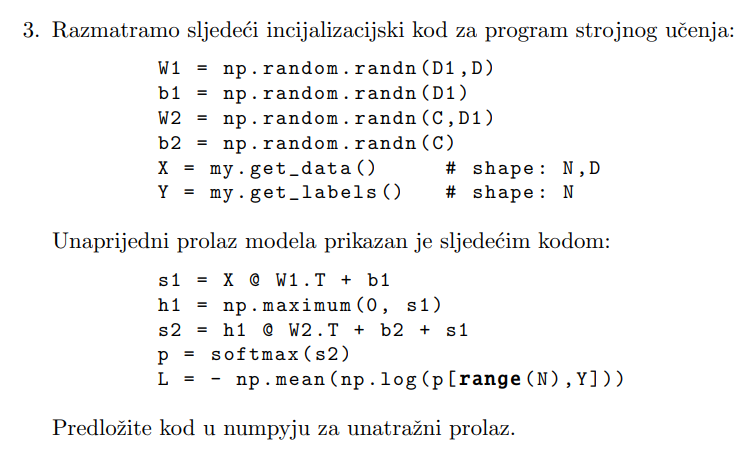 3. Razmatramo sljedeći incijalizacijski kod za program strojnog učenja:
W1 = np.random.randn(D1,D)
b1 = np.random.randn(D1)
W2 = np.random.randn(C,D1)
b2 = np.random.randn(C)
X = my.get_data() # shape: N,D
Y = my.get_labels() # shape: N
Unaprijedni prolaz modela prikazan je sljedećim kodom:
s1 = X @ W1.T + b1
h1 = np.maximum(0, s1)
s2 = h1 @ W2.T + b2 + s1
p = softmax(s2)
L = - np.mean(np.log(p[range(N),Y]))
Predložite kod u numpyju za unatražni prolaz.